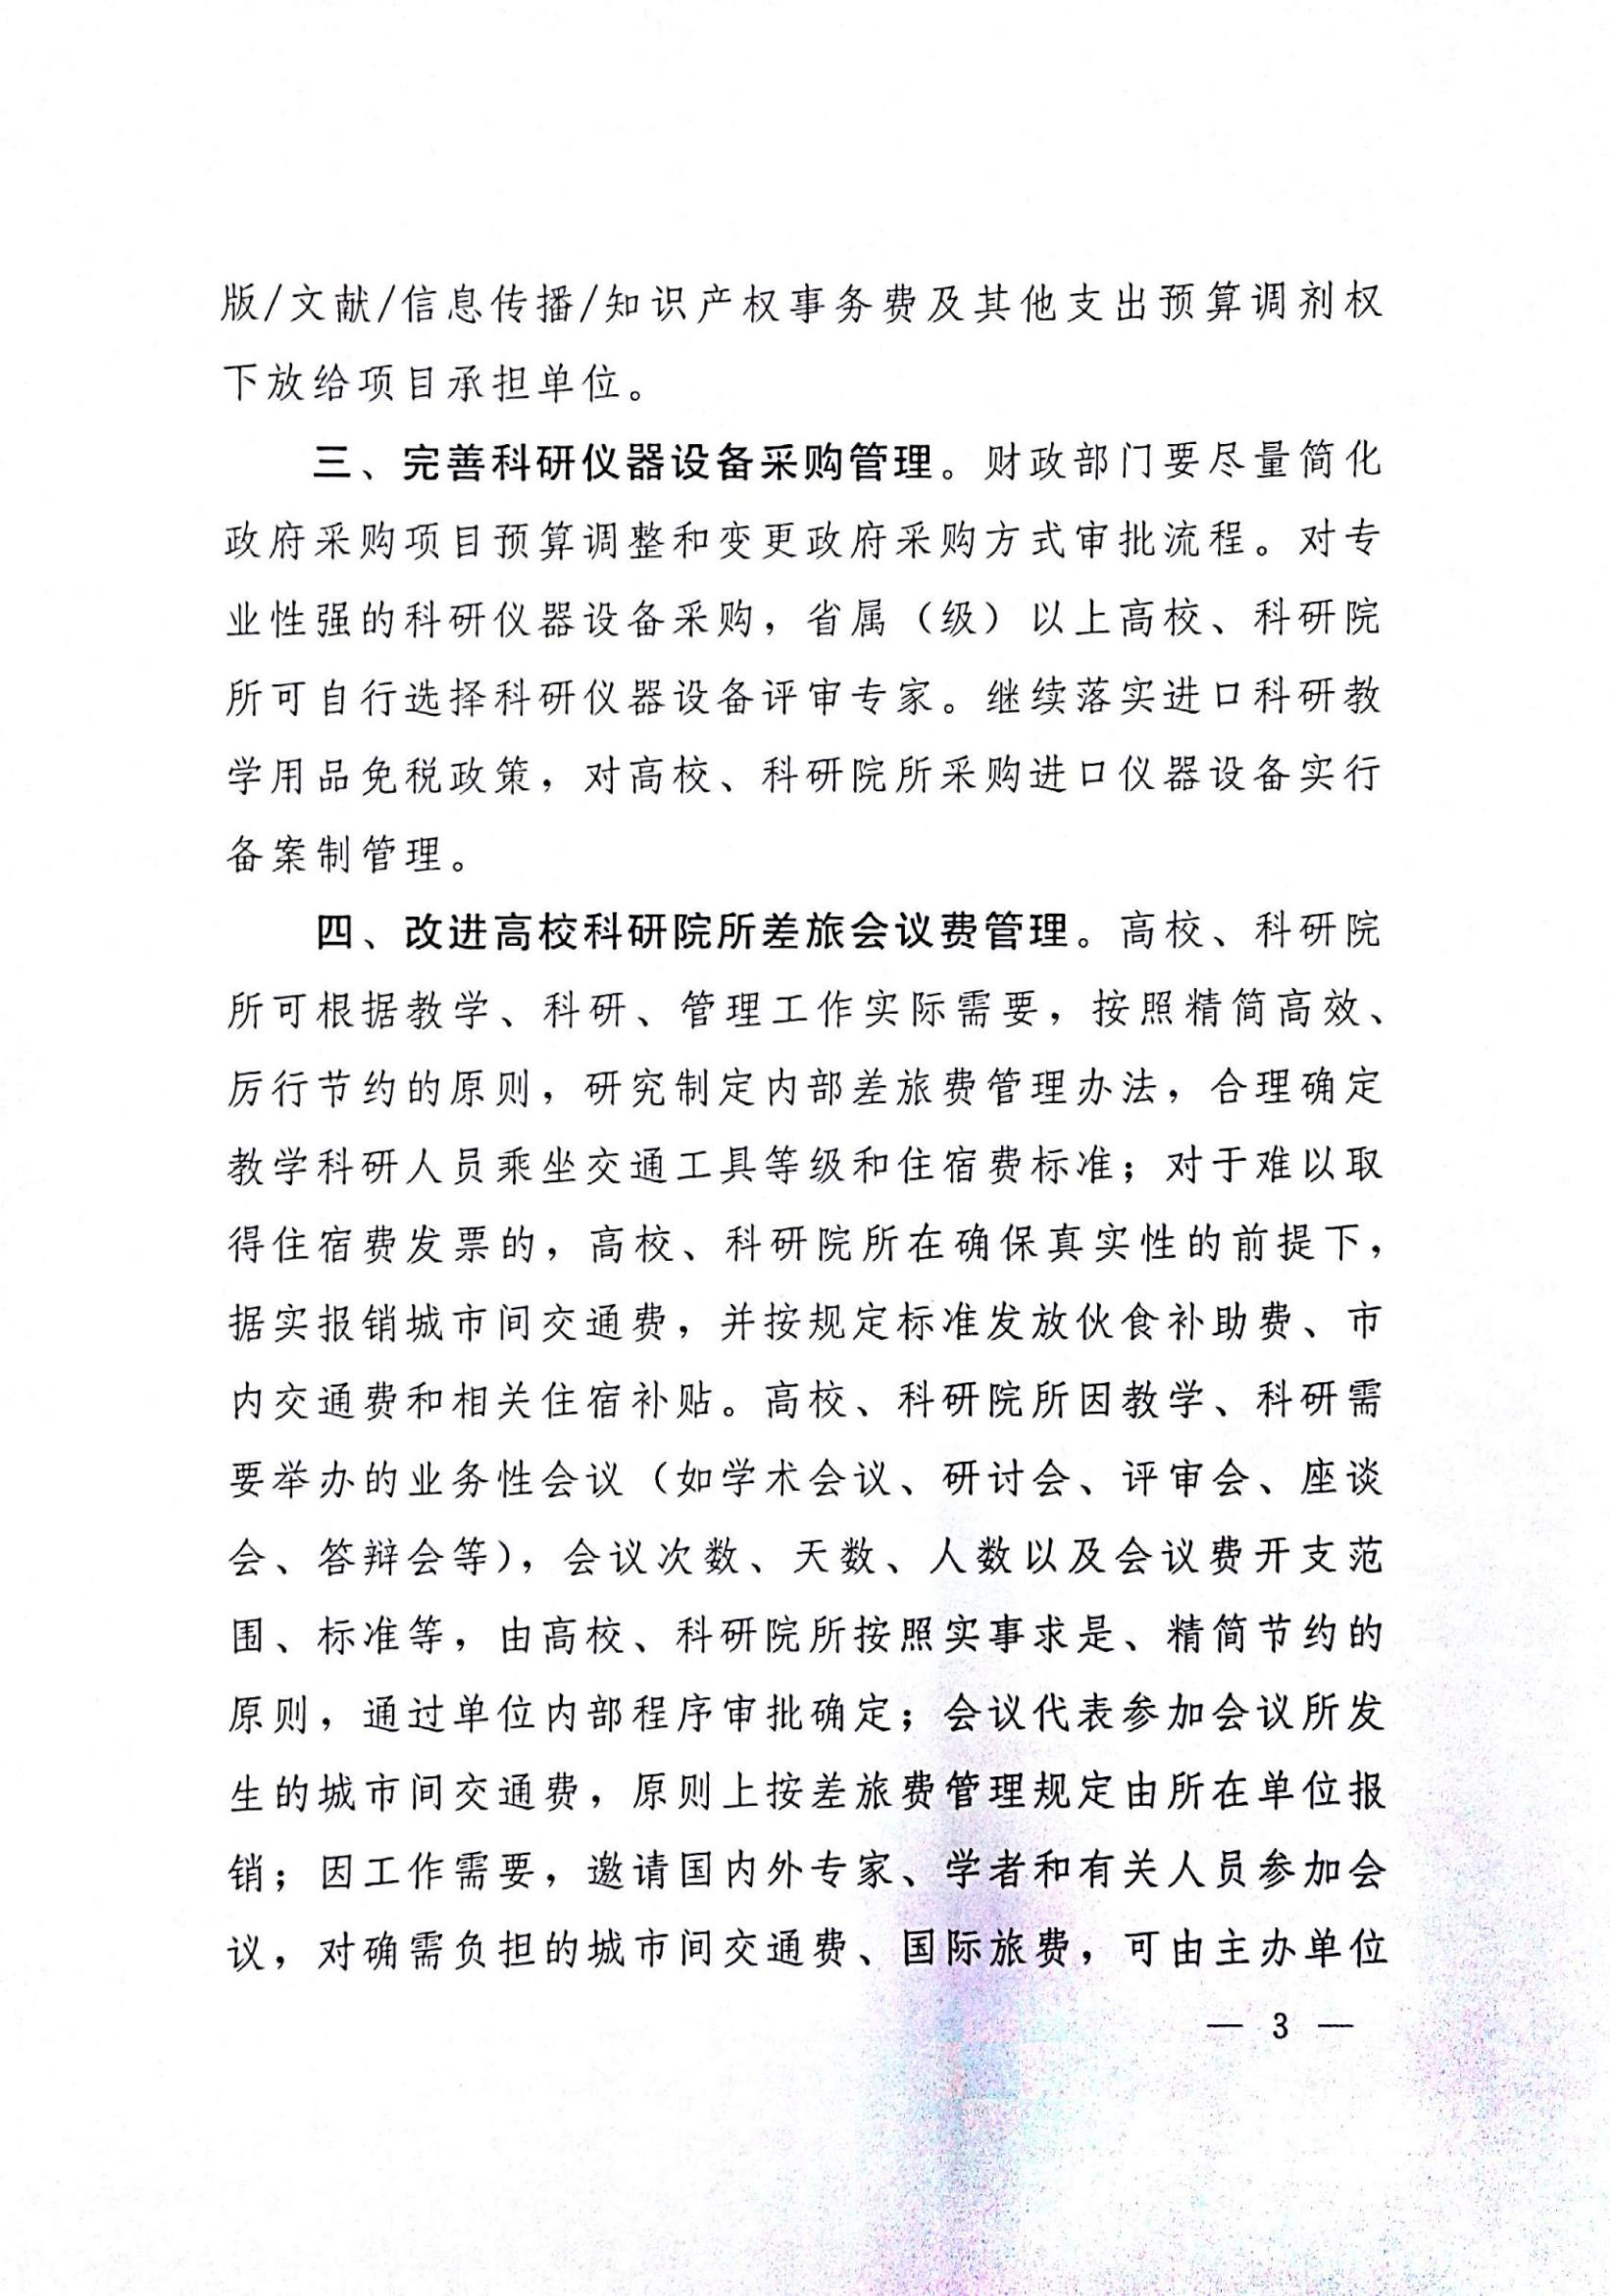 版/文献/信息传播/知识产权事务费及其他支出预算调剂权
下放给项目承担单位。
三、完善科研仪器设备采购管理。财政部门要尽量简化
政府采购项目预算调整和变更政府采购方式审批流程。对专
业性强的科研仪器设备采购，省属（级）以上高校、科研院
所可自行选择科研仪器设备评审专家。继续落实进口科研教
学用品免税政策，对高校、科研院所采购进口仪器设备实行
备案制管理。
四、改进高校科研院所差旅会议费管理。高校、科研院
所可根据教学、科研、管理工作实际需要，按照精简高效、
厉行节约的原则，研究制定内部差旅费管理办法，合理确定
教学科研人员乘坐交通工具等级和住宿费标准；对于难以取
得住宿费发票的，高校、科研院所在确保真实性的前提下，
据实报销城市间交通费，并按规定标准发放伙食补助费、市
内交通费和相关住宿补贴。高校、科研院所因教学、科研需
要举办的业务性会议（如学术会议、研讨会、评审会、座谈
会、答辩会等），会议次数、天数、人数以及会议费开支范
围、标准等，由高校、科研院所按照实事求是、精简节约的
原则，通过单位内部程序审批确定；会议代表参加会议所发
生的城市间交通费，原则上按差旅费管理规定由所在单位报
销；因工作需要，邀请国内外专家、学者和有关人员参加会
议，对确需负担的城市间交通费、国际旅费，可由主办单位
— 3 —